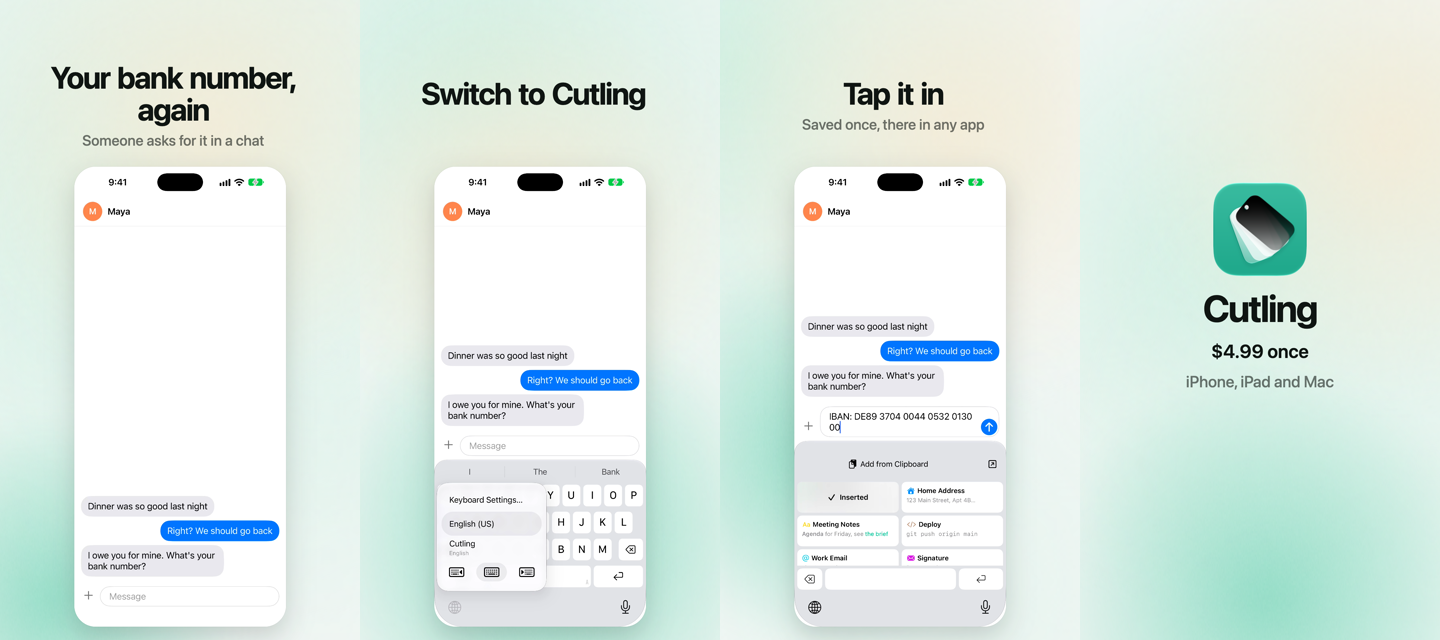 Your bank number,
again
Someone asks for it in a chat
9:41
M Maya
Dinner was so good last night
Right? We should go back
I owe you for mine. What's your
bank number?
Message
Switch to Cutling
9:41
M Maya
Dinner was so good last night
Right? We should go back
I owe you for mine. What's your
bank number?
Message
I The Bank
Y U I O P
H J K L
B N M
Keyboard Settings...
English (US)
Cutling
English
Tap it in
Saved once, there in any app
9:41
M Maya
Dinner was so good last night
Right? We should go back
I owe you for mine. What's your
bank number?
IBAN: DE89 3704 0044 0532 0130
00
Add from Clipboard
Inserted
Home Address
123 Main Street, Apt 4B...
Aa Meeting Notes
Agenda for Friday, see the brief
</> Deploy
git push origin main
@ Work Email
Signature
Cutling
$4.99 once
iPhone, iPad and Mac